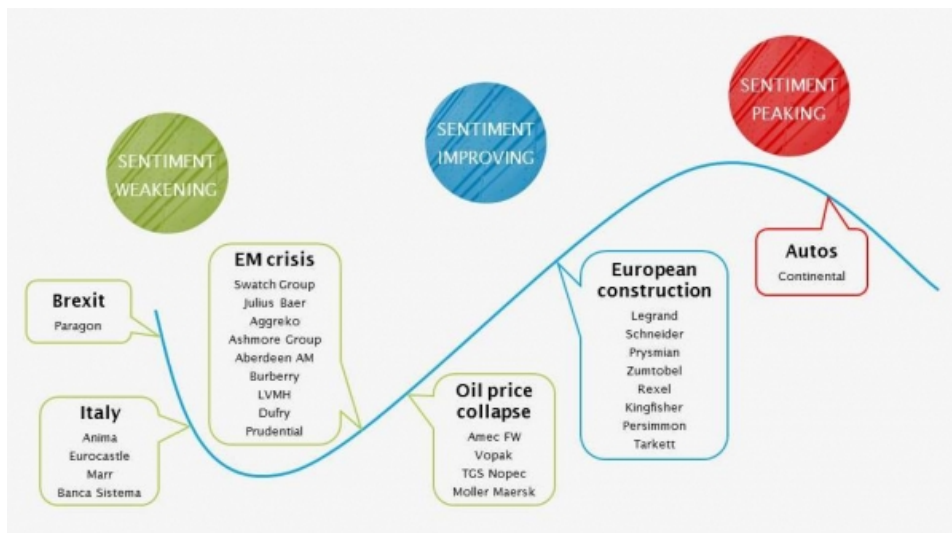 SENTIMENT
WEAKENING
SENTIMENT
IMPROVING
SENTIMENT
PEAKING
Brexit
Paragon
Italy
Anima
Eurocastle
Marr
Banca Sistema
EM crisis
Swatch Group
Julius Baer
Aggreko
Ashmore Group
Aberdeen AM
Burberry
LVMH
Dufry
Prudential
Oil price
collapse
Amec FW
Vopak
TGS Nopec
Moller Maersk
European
construction
Legrand
Schneider
Prysmian
Zumtobel
Rexel
Kingfisher
Persimmon
Tarkett
Autos
Continental